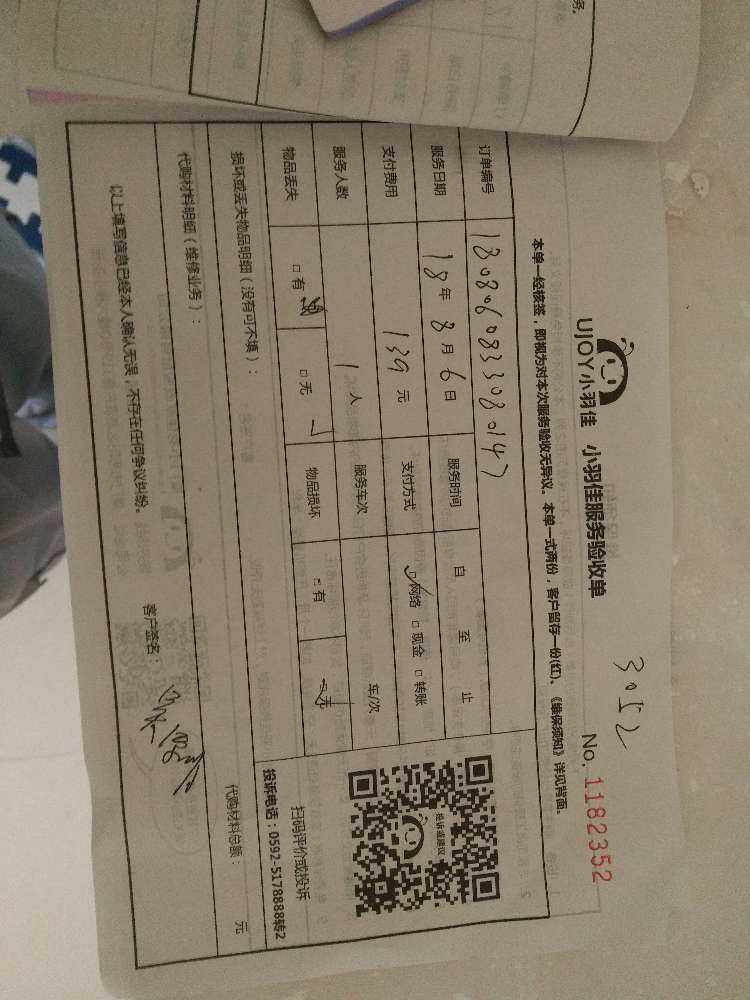 UJOY小羽佳 小羽佳服务验收单
3052
No. 1182352
本单一经核签，即视为对本次服务验收无异议。本单一式两份，客户留存一份(红)。《维保须知》详见背面。
订单编号 1808060833080147
服务日期 18年8月6日 服务时间 自 至 止
支付费用 139元 支付方式 □网络 □现金 □转账
服务人数 1人 服务车次 车/次
物品丢失 □有 □无 物品损坏 □有 □无
投诉或建议
扫码评价或投诉
投诉电话：0592-5178888转2
损坏或丢失物品明细（没有可不填）：
代购材料明细（维修业务）： 代购材料总额： 元
以上填写信息已经本人确认无误，不存在任何争议纠纷。 客户签名：